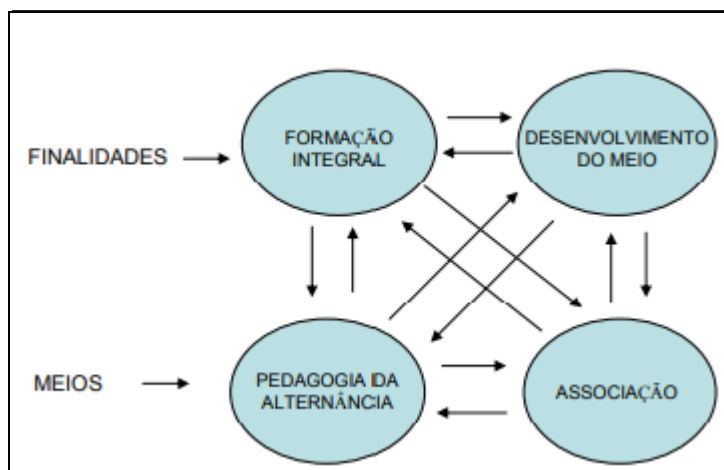 FORMAÇÃO
INTEGRAL
DESENVOLVIMENTO
DO MEIO
FINALIDADES
PEDAGOGIA DA
ALTERNÂNCIA
ASSOCIAÇÃO
MEIOS